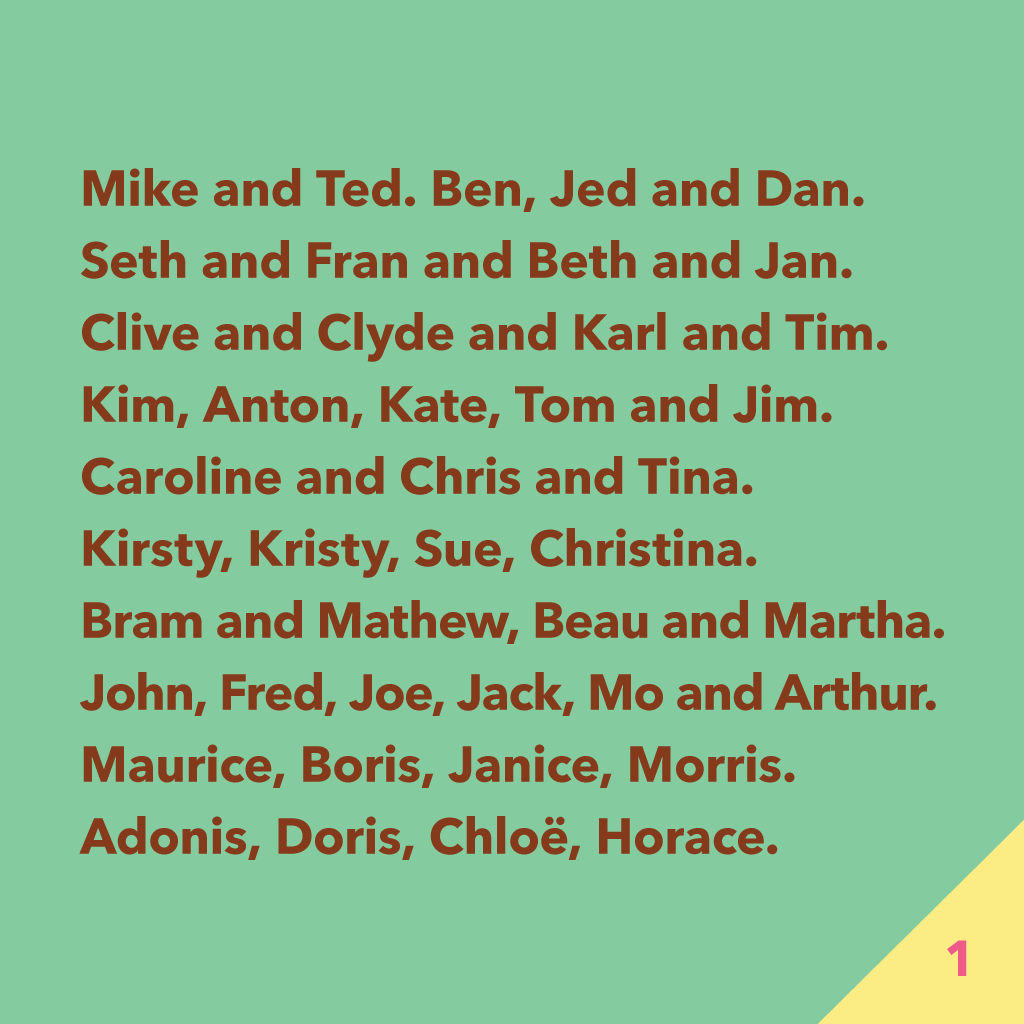 Mike and Ted. Ben, Jed and Dan.
Seth and Fran and Beth and Jan.
Clive and Clyde and Karl and Tim.
Kim, Anton, Kate, Tom and Jim.
Caroline and Chris and Tina.
Kirsty, Kristy, Sue, Christina.
Bram and Mathew, Beau and Martha.
John, Fred, Joe, Jack, Mo and Arthur.
Maurice, Boris, Janice, Morris.
Adonis, Doris, Chloë, Horace.
1